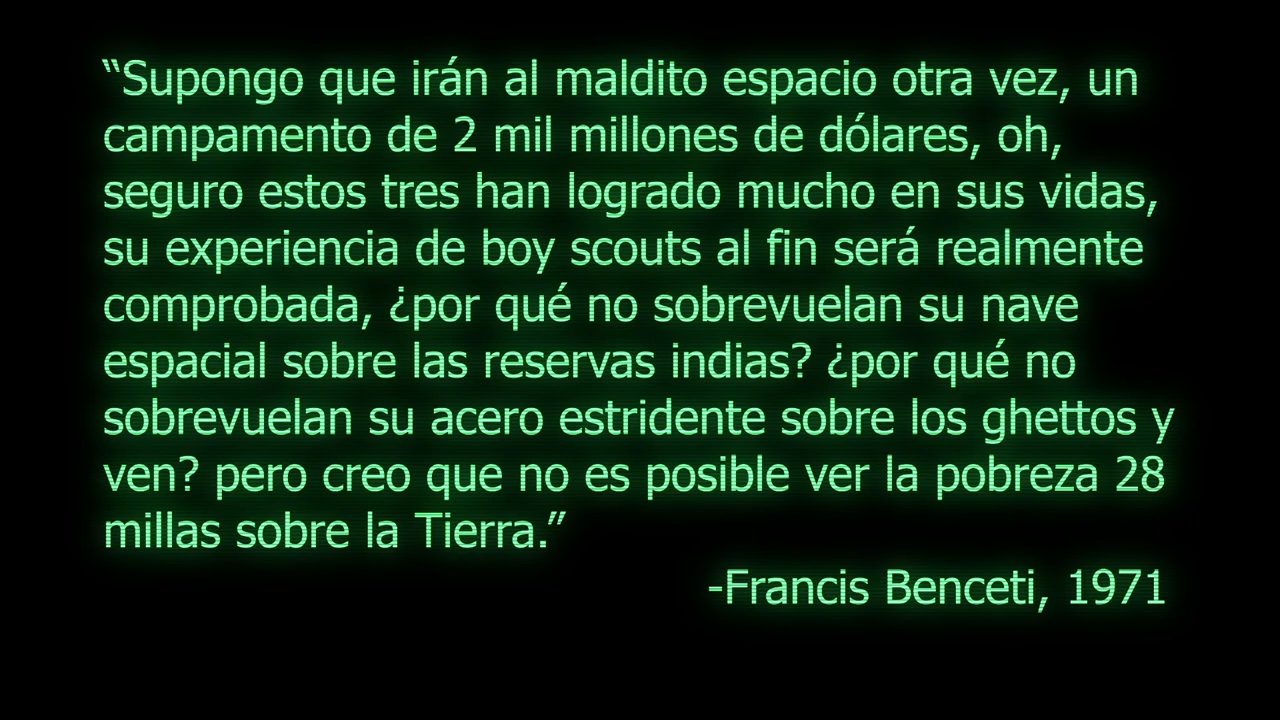 “Supongo que irán al maldito espacio otra vez, un
campamento de 2 mil millones de dólares, oh,
seguro estos tres han logrado mucho en sus vidas,
su experiencia de boy scouts al fin será realmente
comprobada, ¿por qué no sobrevuelan su nave
espacial sobre las reservas indias? ¿por qué no
sobrevuelan su acero estridente sobre los ghettos y
ven? pero creo que no es posible ver la pobreza 28
millas sobre la Tierra.”
-Francis Benceti, 1971